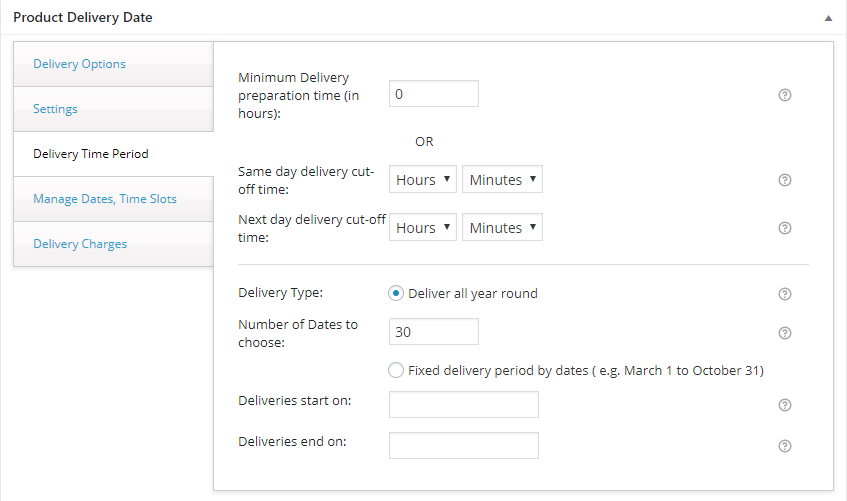 Product Delivery Date
Delivery Options
Settings
Delivery Time Period
Manage Dates, Time Slots
Delivery Charges
Minimum Delivery
preparation time (in
hours):
0
OR
Same day delivery cut-
off time:
Hours Minutes
Next day delivery cut-off
time:
Hours Minutes
Delivery Type:
Deliver all year round
Number of Dates to
choose:
30
Fixed delivery period by dates ( e.g. March 1 to October 31)
Deliveries start on:
Deliveries end on: